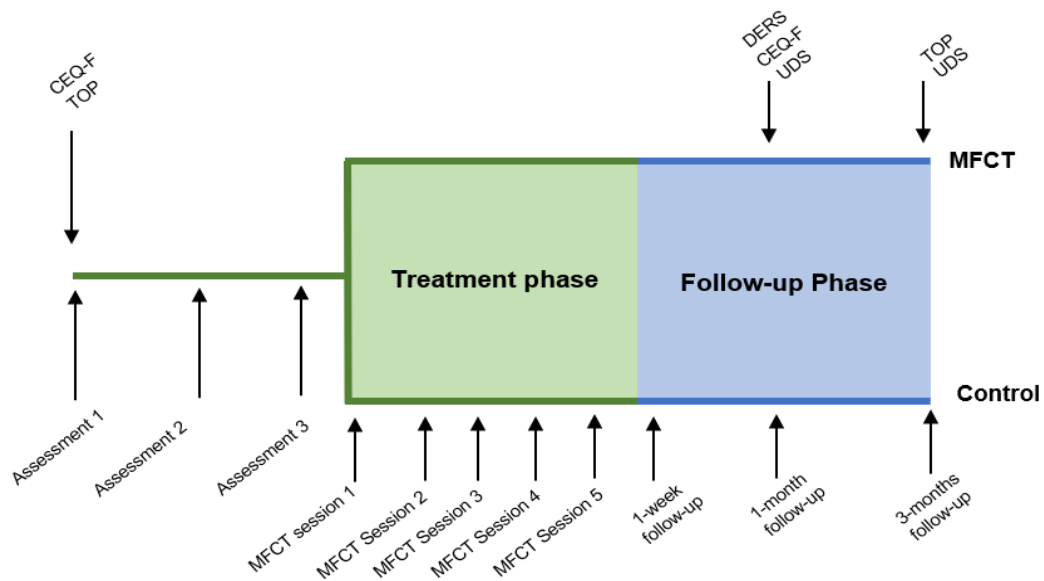 CEQ-F
TOP
DERS
CEQ-F
UDS
TOP
UDS
MFCT
Treatment phase
Follow-up Phase
Control
Assessment 1
Assessment 2
Assessment 3
MFCT session 1
MFCT Session 2
MFCT Session 3
MFCT Session 4
MFCT Session 5
1-week
follow-up
1-month
follow-up
3-months
follow-up